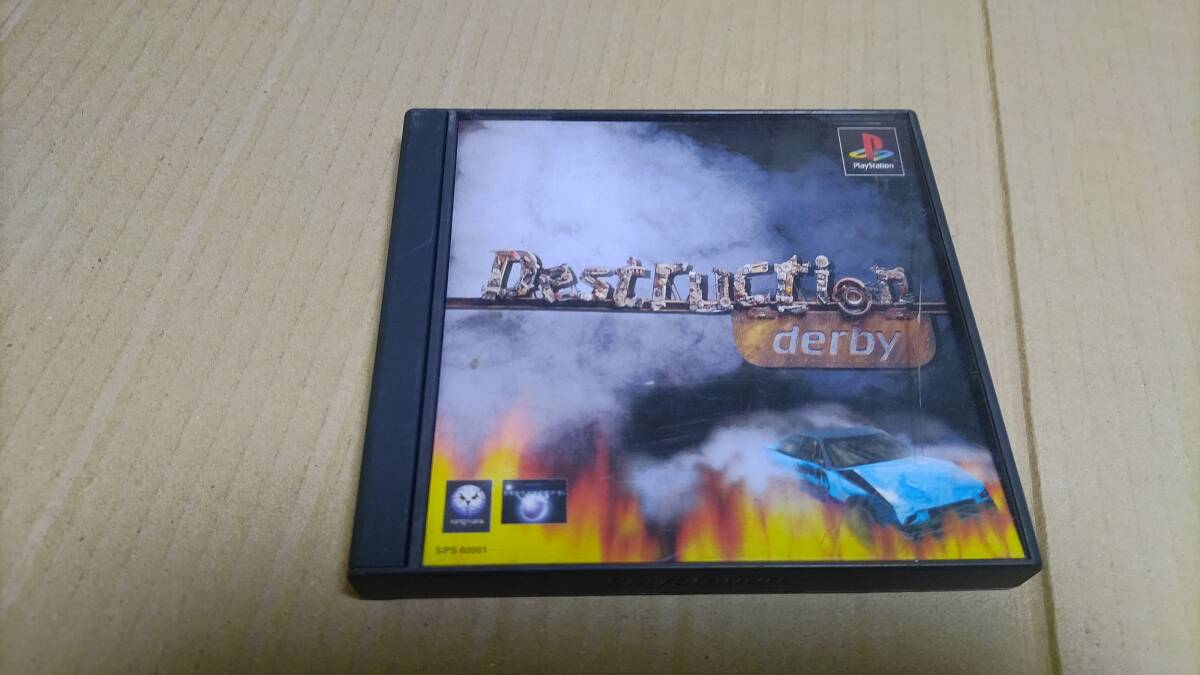 PlayStation
Destruction
derby
SIPS 60001